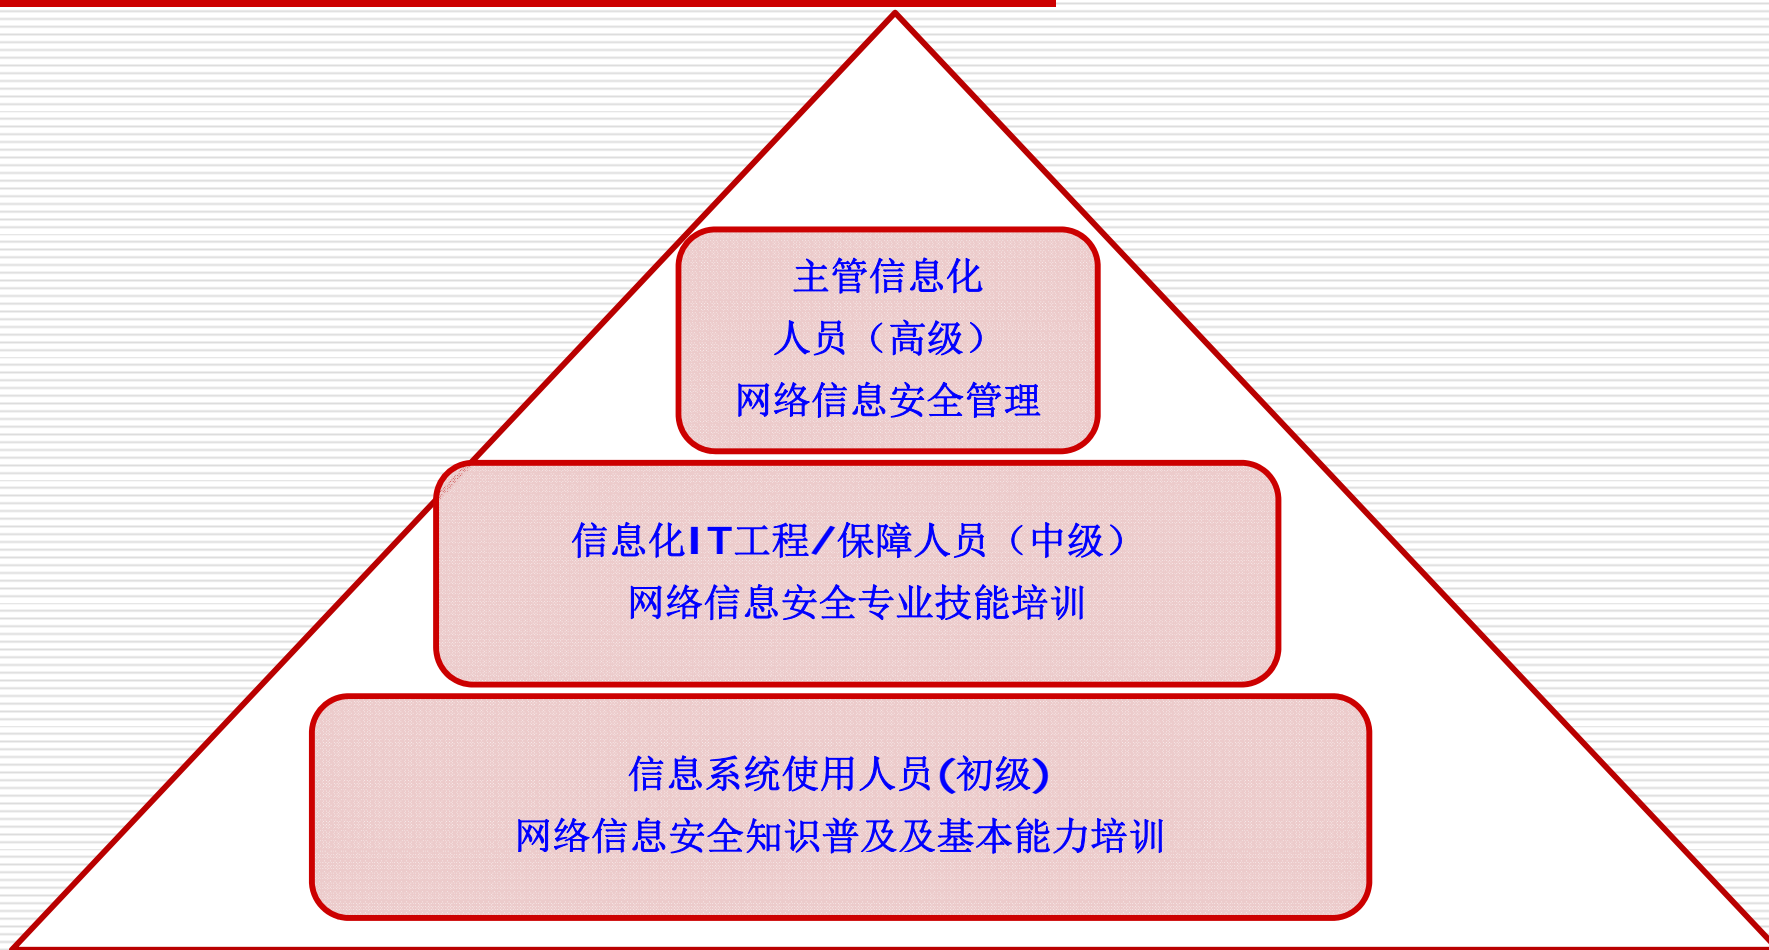 主管信息化
人员（高级）
网络信息安全管理
信息化IT工程/保障人员（中级）
网络信息安全专业技能培训
信息系统使用人员(初级)
网络信息安全知识普及及基本能力培训